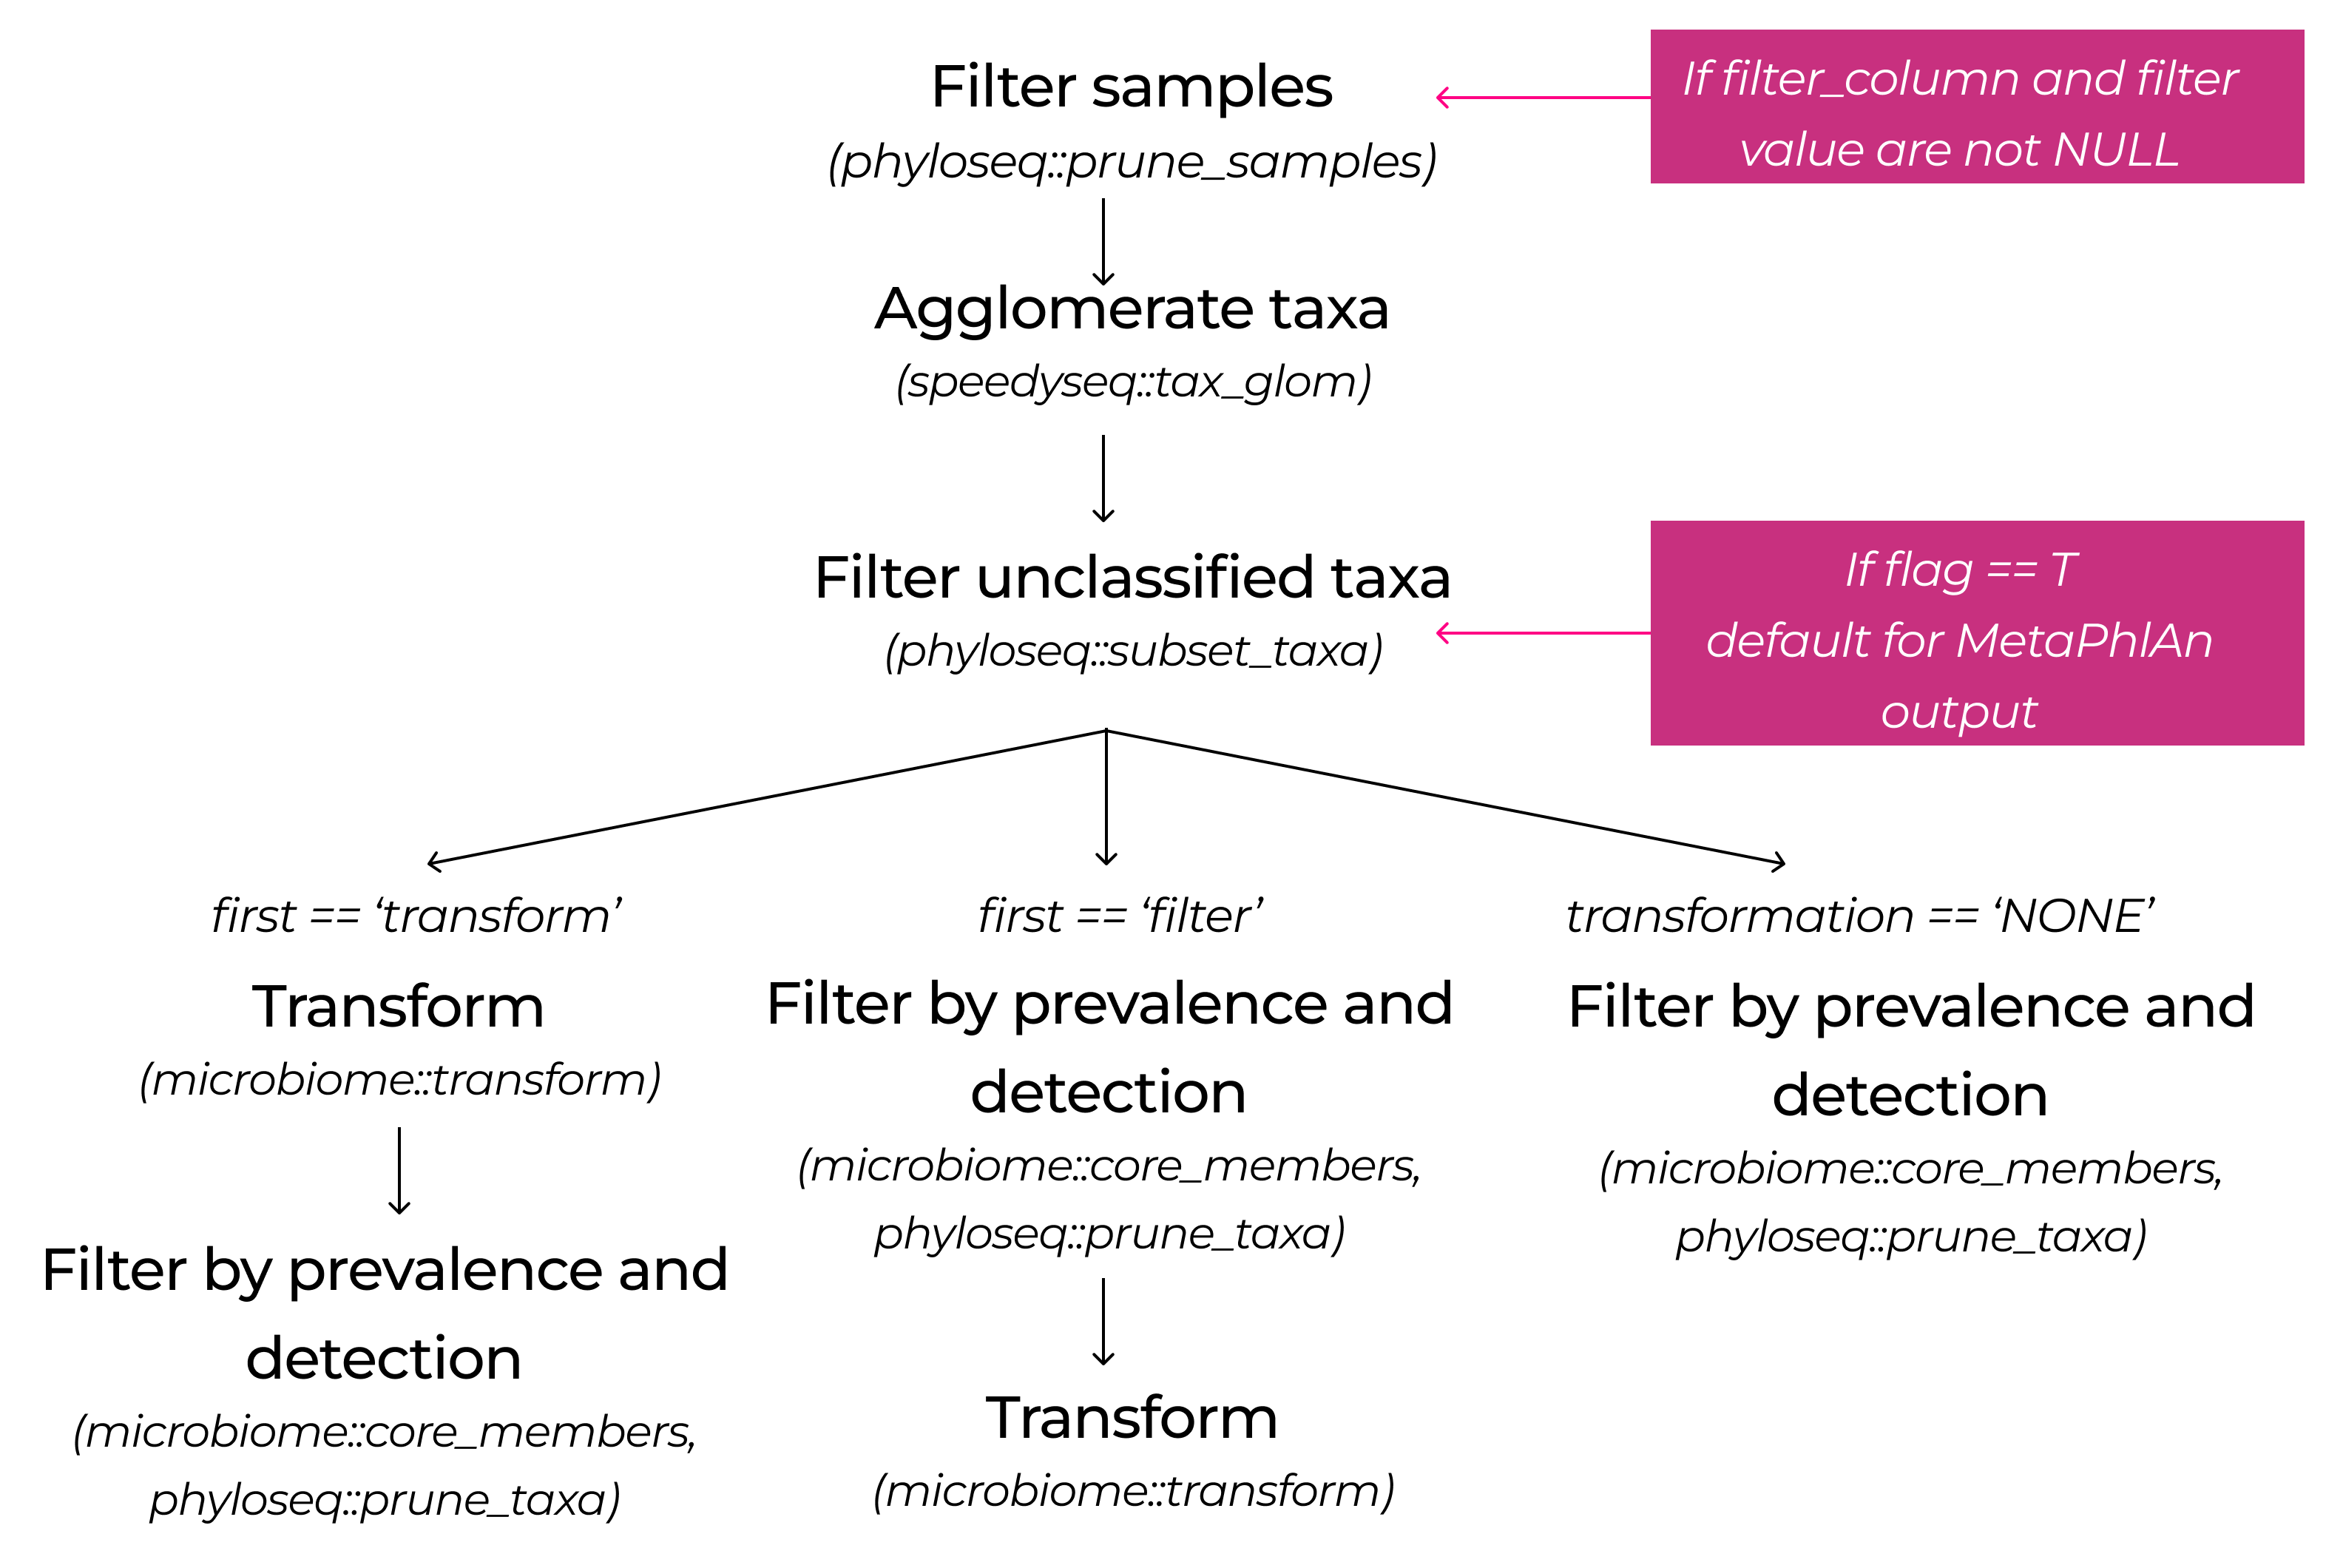 Filter samples
(phyloseq::prune_samples)
If filter_column and filter
value are not NULL
Agglomerate taxa
(speedyseq::tax_glom)
Filter unclassified taxa
(phyloseq::subset_taxa)
If flag == T
default for MetaPhlAn
output
first == ‘transform’
Transform
(microbiome::transform)
Filter by prevalence and
detection
(microbiome::core_members,
phyloseq::prune_taxa)
first == ‘filter’
Filter by prevalence and
detection
(microbiome::core_members,
phyloseq::prune_taxa)
Transform
(microbiome::transform)
transformation == ‘NONE’
Filter by prevalence and
detection
(microbiome::core_members,
phyloseq::prune_taxa)